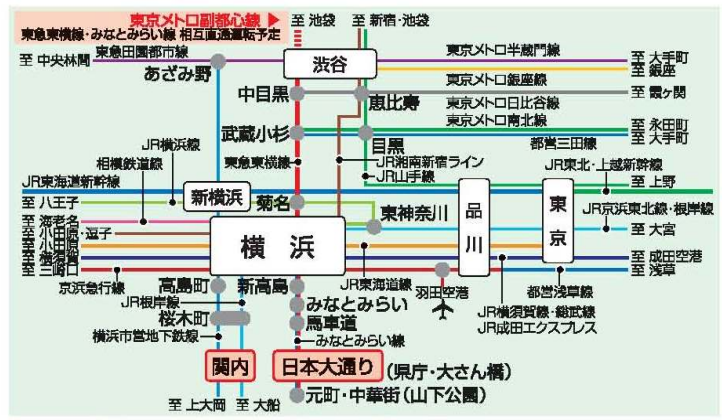 東京メトロ副都心線 ▶
東急東横線・みなとみらい線 相互直通運転予定
至 池袋
至 新宿・池袋
至 中央林間
東急田園都市線
あざみ野
渋谷
東京メトロ半蔵門線
至 大手町
至 銀座
中目黒
恵比寿
東京メトロ銀座線
至 霞ヶ関
東京メトロ日比谷線
武蔵小杉
目黒
東京メトロ南北線
至 永田町
都営三田線
至 大手町
JR横浜線
相模鉄道線
東急東横線
JR湘南新宿ライン
JR山手線
JR東北・上越新幹線
JR東海道新幹線
新横浜
至 上野
至 八王子
菊名
品川
東京
JR京浜東北線・根岸線
至 海老名
東神奈川
至 大宮
至 小田原・逗子
至 小田原
横浜
至 横須賀
至 成田空港
至 三崎口
至 浅草
京浜急行線
高島町
新高島
JR東海道線
羽田空港
都営浅草線
JR根岸線
みなとみらい
JR横須賀線・総武線
桜木町
馬車道
JR成田エクスプレス
横浜市営地下鉄線
みなとみらい線
関内
日本大通り
(県庁・大さん橋)
至 上大岡
至 大船
元町・中華街(山下公園)